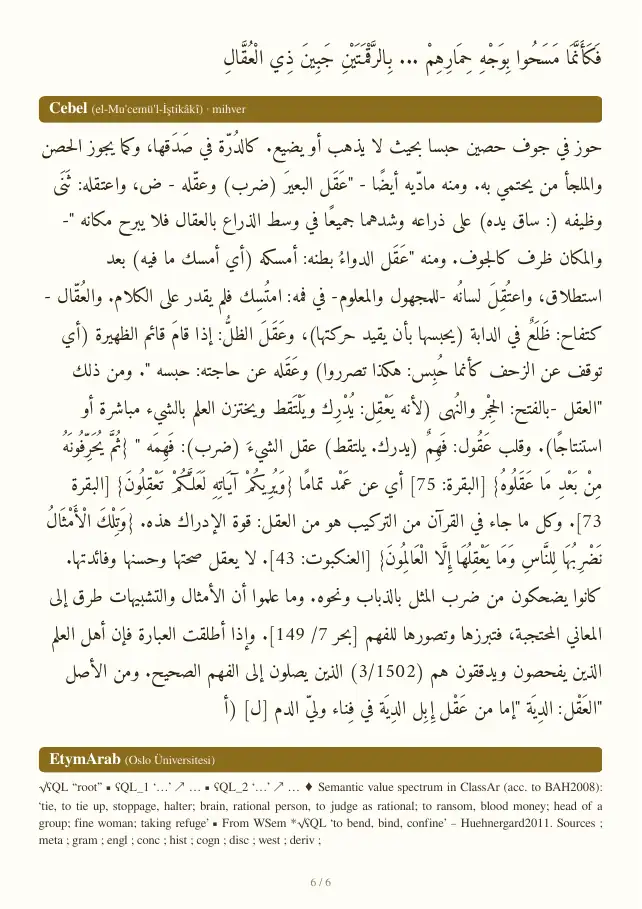 فَكَأَنَّمَا مَسَحُوا بِوَجْهِ حِمَارِهِمْ ... بِالرَّقْمَتَيْنِ جَبِينَ ذِي الْعُقَّالِ
Cebel (el-Mu'cemü'l-İştikâkî) · mihver
حوز في جوف حصين حبسا بحيث لا يذهب أو يضيع. كالدُرّة في صَدَفها، وكما يجوز الحصن
والملجأ من يحتمي به. ومنه مادّيه أيضًا - "عَقَل البعيرَ (ضرب) وعقّله - ض، واعتقله: ثَنَى
وظيفه (: ساق يده) على ذراعه وشدهما جميعًا في وسط الذراع بالعقال فلا يبرح مكانه "-
والمكان ظرف كالجوف. ومنه "عَقَل الدواءُ بطنه: أمسكه (أي أمسك ما فيه) بعد
استطلاق، واعتُقِلَ لسانُه -للمجهول والمعلوم- في فمه: امتُسِك فلم يقدر على الكلام. والعُقّال -
كتفاح: ظَلَعٌ في الدابة (يحبسها بأن يقيد حركتها)، وعَقَلَ الظلُّ: إذا قامَ قائم الظهيرة (أي
توقف عن الزحف كأنما حُبِس: هكذا تصرروا) وعَقَله عن حاجته: حبسه ". ومن ذلك
"العقل -بالفتح: الحِجْر والنُهى (لأنه يَعْقِل: يُدْرِك ويَلْتَقط ويختزن العلم بالشيء مباشرة أو
استنتاجًا). وقلب عَقُول: فَهِمٌ (يدرك. يلتقط) عقل الشيءَ (ضرب): فَهِمَه " {ثُمَّ يُحَرِّفُونَهُ
مِنْ بَعْدِ مَا عَقَلُوهُ} [البقرة: 75] أي عن عَمْد تمامًا {وَيُرِيكُمْ آيَاتِهِ لَعَلَّكُمْ تَعْقِلُونَ} [البقرة
73]. وكل ما جاء في القرآن من التركيب هو من العقل: قوة الإدراك هذه. {وَتِلْكَ الْأَمْثَالُ
نَضْرِبُهَا لِلنَّاسِ وَمَا يَعْقِلُهَا إِلَّا الْعَالِمُونَ} [العنكبوت: 43]. لا يعقل صحتها وحسنها وفائدتها.
كانوا يضحكون من ضرب المثل بالذباب ونحوه. وما علموا أن الأمثال والتشبيهات طرق إلى
المعاني المحتجبة، فتبرزها وتصورها للفهم [بحر 7/ 149]. وإذا أطلقت العبارة فإن أهل العلم
الذين يفحصون ويدققون هم (3/1502) الذين يصلون إلى الفهم الصحيح. ومن الأصل
"العَقْل: الدِيَة "إما من عَقْل إبِل الدِيَة في فِناء وليّ الدم [ل] (أ
EtymArab (Oslo Üniversitesi)
√ʕQL “root” ▪ ʕQL_1 ‘…’ ↗ … ▪ ʕQL_2 ‘…’ ↗ … ♦ Semantic value spectrum in ClassAr (acc. to BAH2008):
‘tie, to tie up, stoppage, halter; brain, rational person, to judge as rational; to ransom, blood money; head of a
group; fine woman; taking refuge’ ▪ From WSem *√ʕQL ‘to bend, bind, confine’ – Huehnergard2011. Sources ;
meta ; gram ; engl ; conc ; hist ; cogn ; disc ; west ; deriv ;
6 / 6